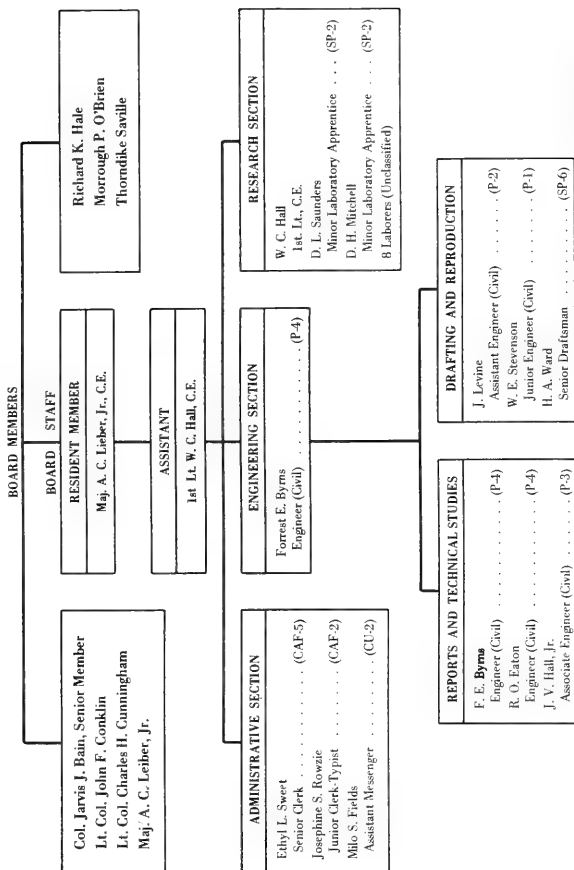 BOARD MEMBERS
Col. Jarvis J. Bain, Senior Member
Lt. Col. John F. Conklin
Lt. Col. Charles H. Cunningham
Maj. A. C. Leiber, Jr.
Richard K. Hale
Morrough P. O'Brien
Thorndike Saville
BOARD STAFF
RESIDENT MEMBER
Maj. A. C. Lieber, Jr., C.E.
ASSISTANT
1st Lt. W. C. Hall, C.E.
ADMINISTRATIVE SECTION
Ethyl L. Sweet
Senior Clerk . . . . . . . . . . . (CAF-5)
Josephine S. Rowzie
Junior Clerk-Typist . . . . . . . . (CAF-2)
Milo S. Fields
Assistant Messenger . . . . . . . . (CU-2)
ENGINEERING SECTION
Forrest E. Byrns
Engineer (Civil) . . . . . . . . . . . . (P-4)
RESEARCH SECTION
W. C. Hall
1st. Lt., C.E.
D. L. Saunders
Minor Laboratory Apprentice . . . (SP-2)
D. H. Mitchell
Minor Laboratory Apprentice . . . (SP-2)
8 Laborers (Unclassified)
REPORTS AND TECHNICAL STUDIES
F. E. Byrns
Engineer (Civil) . . . . . . . . . . . . (P-4)
R. O. Eaton
Engineer (Civil) . . . . . . . . . . . . (P-4)
J. V. Hall, Jr.
Associate Engineer (Civil) . . . . . (P-3)
DRAFTING AND REPRODUCTION
J. Levine
Assistant Engineer (Civil) . . . . . . (P-2)
W. E. Stevenson
Junior Engineer (Civil) . . . . . . . . (P-1)
H. A. Ward
Senior Draftsman . . . . . . . . . . (SP-6)